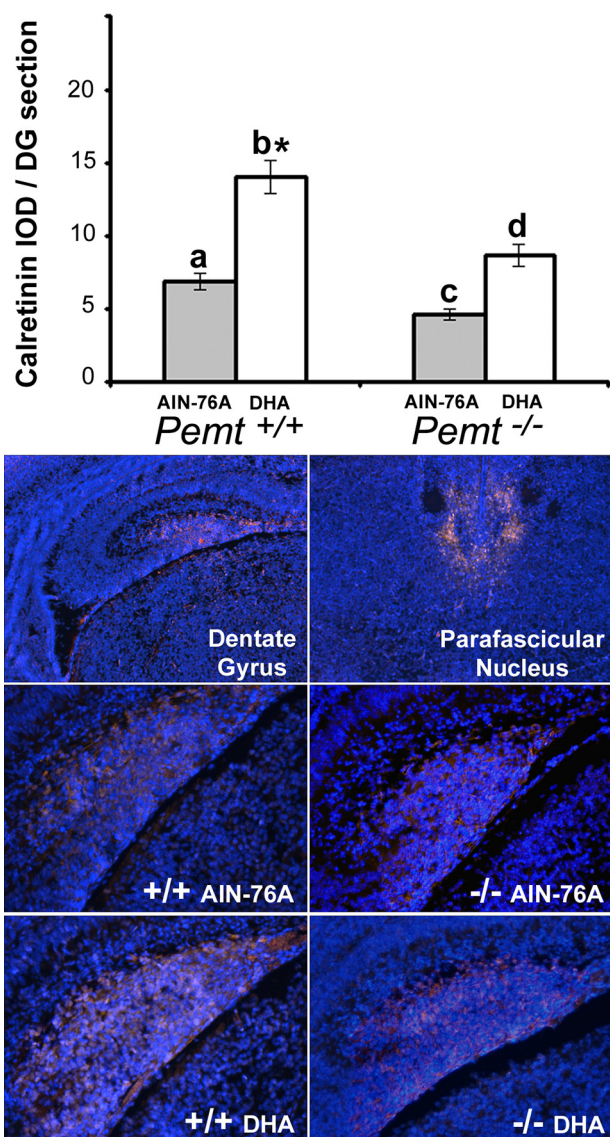 Calretinin IOD / DG section
20
15
10
5
0
a
b*
c
d
AIN-76A DHA AIN-76A DHA
Pemt +/+ Pemt -/-
Dentate
Gyrus
Parafascicular
Nucleus
+/+ AIN-76A
-/- AIN-76A
+/+ DHA
-/- DHA